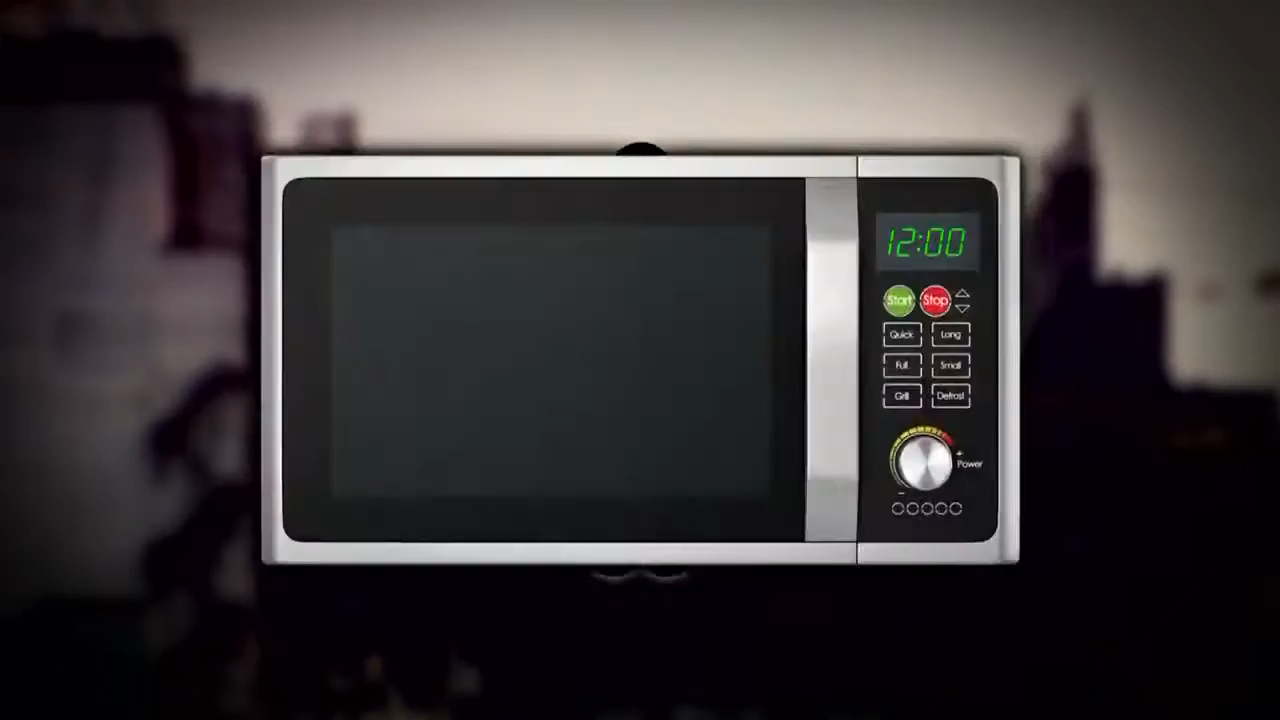 12:00
Start Stop
Quick Long
Full Small
Grill Defrost
+
Power
-